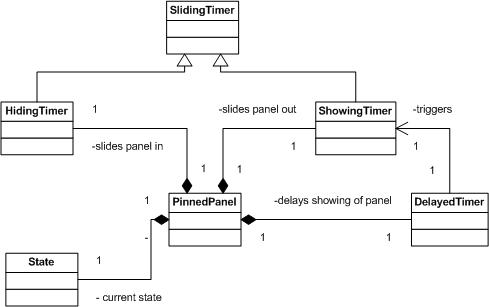 SlidingTimer
HidingTimer
1
-slides panel out
ShowingTimer
-triggers
-slides panel in
1
1
1
1
1
1
PinnedPanel
-delays showing of panel
DelayedTimer
-
1
1
State
1
- current state